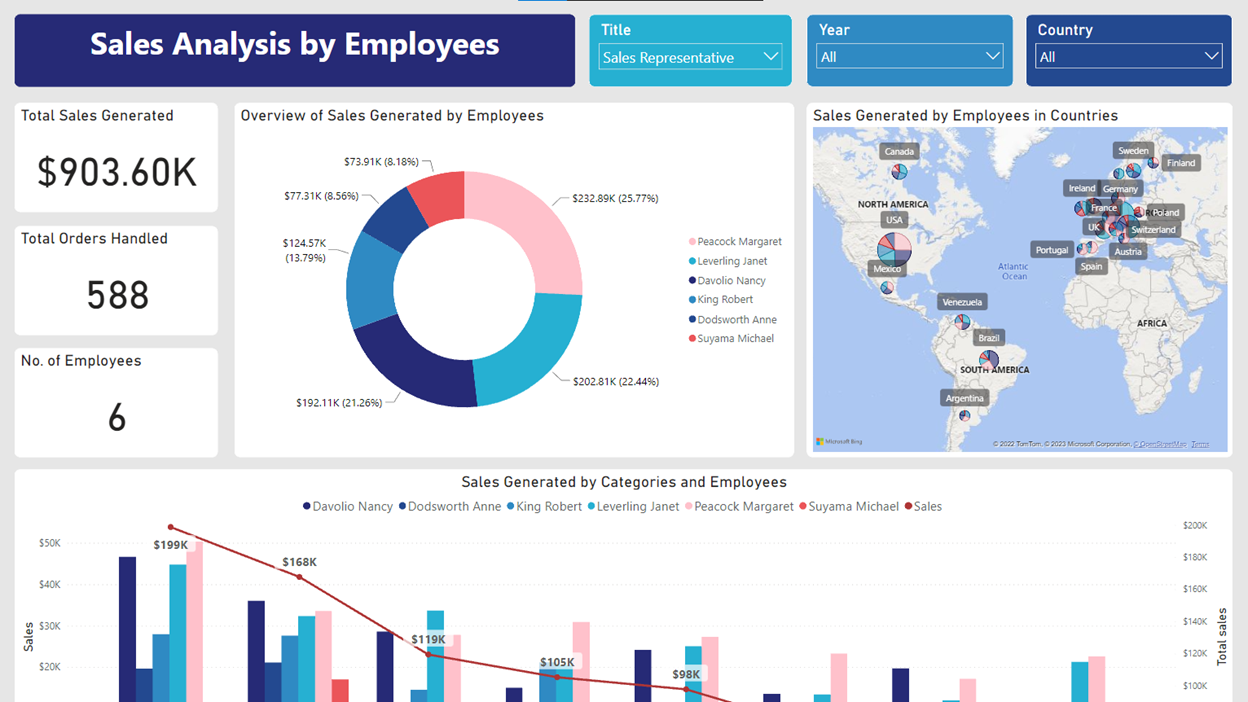 Sales Analysis by Employees
Title
Sales Representative
Year
All
Country
All
Total Sales Generated
$903.60K
Total Orders Handled
588
No. of Employees
6
Overview of Sales Generated by Employees
$73.91K (8.18%)
$77.31K (8.56%)
$124.57K
(13.79%)
$192.11K (21.26%)
$232.89K (25.77%)
$202.81K (22.44%)
Peacock Margaret
Leverling Janet
Davolio Nancy
King Robert
Dodsworth Anne
Suyama Michael
Sales Generated by Employees in Countries
Canada
Sweden
Finland
Ireland
Germany
NORTH AMERICA
USA
France
Poland
UK
Switzerland
Portugal
Austria
Spain
Mexico
Atlantic
Ocean
Venezuela
AFRICA
Brazil
SOUTH AMERICA
Argentina
Microsoft Bing
© 2022 TomTom, © 2023 Microsoft Corporation, © OpenStreetMap Terms
Sales Generated by Categories and Employees
Davolio Nancy Dodsworth Anne King Robert Leverling Janet Peacock Margaret Suyama Michael Sales
Sales
$50K
$40K
$30K
$20K
$199K
$168K
$119K
$105K
$98K
$200K
$180K
$160K
$140K
$120K
$100K
Total sales